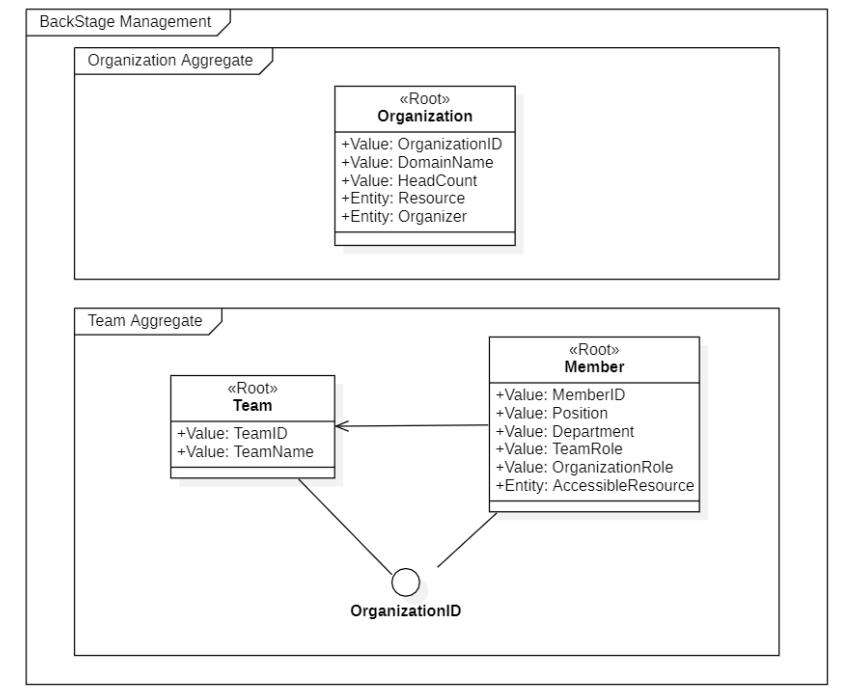 BackStage Management
Organization Aggregate
«Root»
Organization
+Value: OrganizationID
+Value: DomainName
+Value: HeadCount
+Entity: Resource
+Entity: Organizer
Team Aggregate
«Root»
Team
+Value: TeamID
+Value: TeamName
«Root»
Member
+Value: MemberID
+Value: Position
+Value: Department
+Value: TeamRole
+Value: OrganizationRole
+Entity: AccessibleResource
OrganizationID